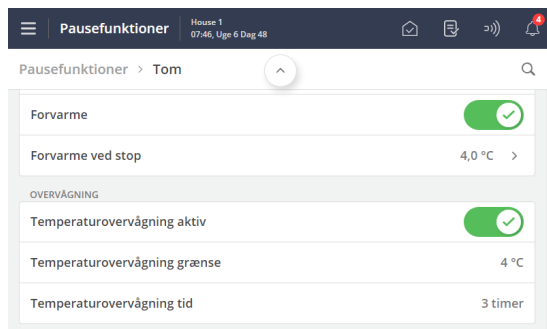 Pausefunktioner
House 1
07:46, Uge 6 Dag 48
4
Pausefunktioner > Tom
Forvarme
Forvarme ved stop 4,0 °C >
OVERVÅGNING
Temperaturovervågning aktiv
Temperaturovervågning grænse 4 °C
Temperaturovervågning tid 3 timer